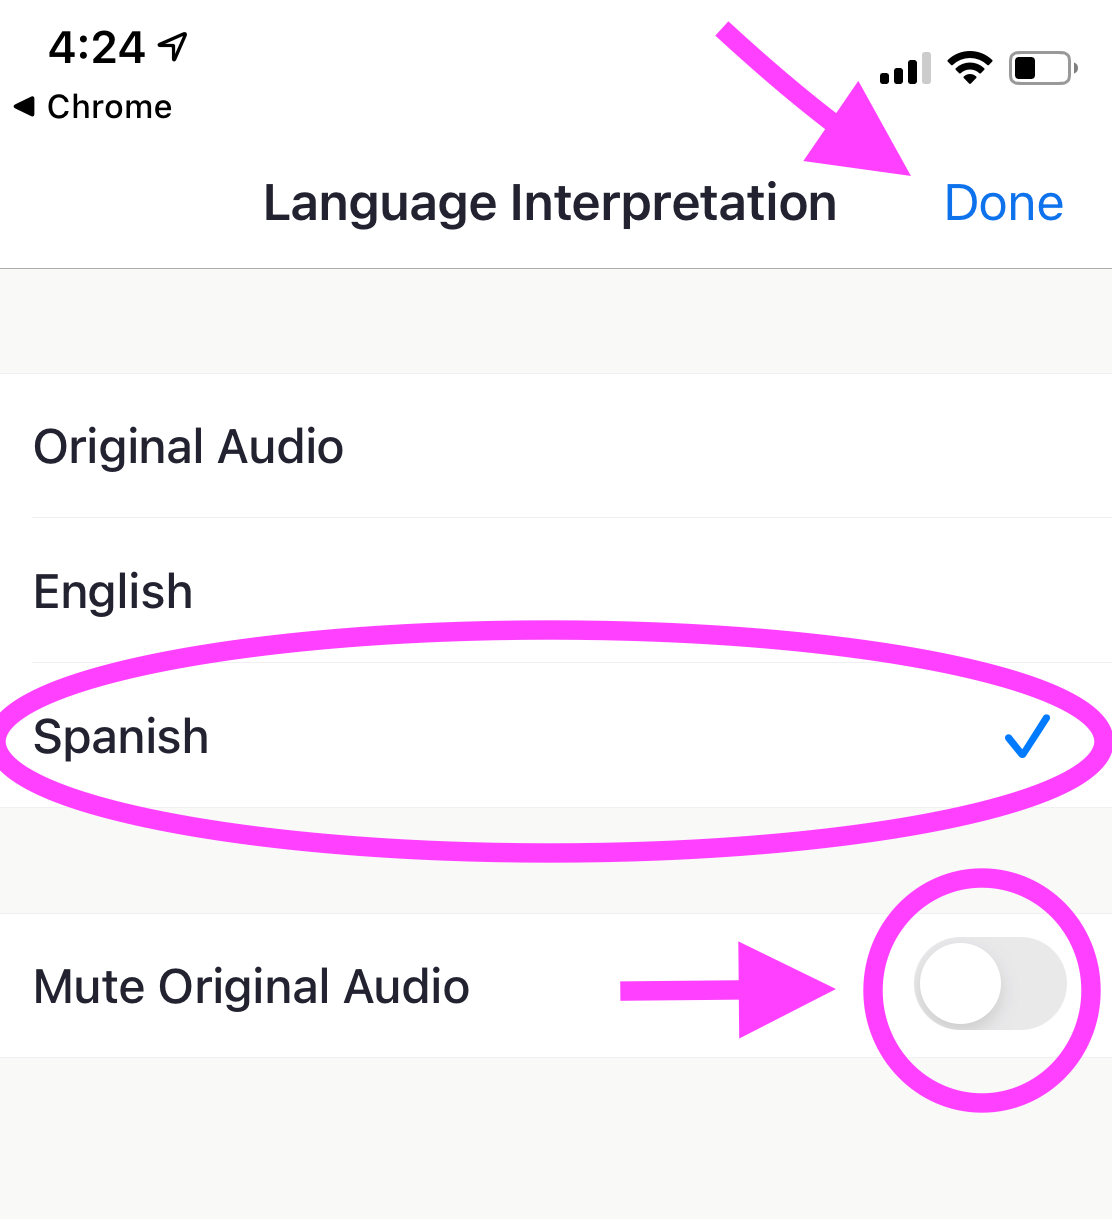 4:24
Chrome
Language Interpretation
Done
Original Audio
English
Spanish
Mute Original Audio